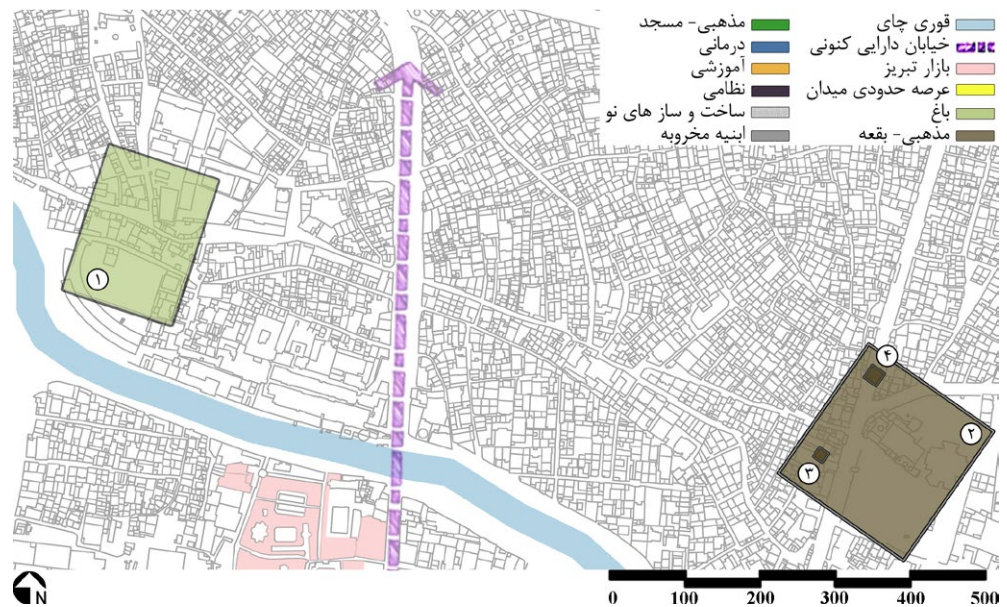 قوری چای
خیابان دارایی کنونی
بازار تبریز
عرصه حدودی میدان
باغ
مذهبی- بقعه
مذهبی- مسجد
درمانی
آموزشی
نظامی
ساخت و ساز های نو
ابنیه مخروبه
۱
۴
۲
۳
N
0 100 200 300 400 500